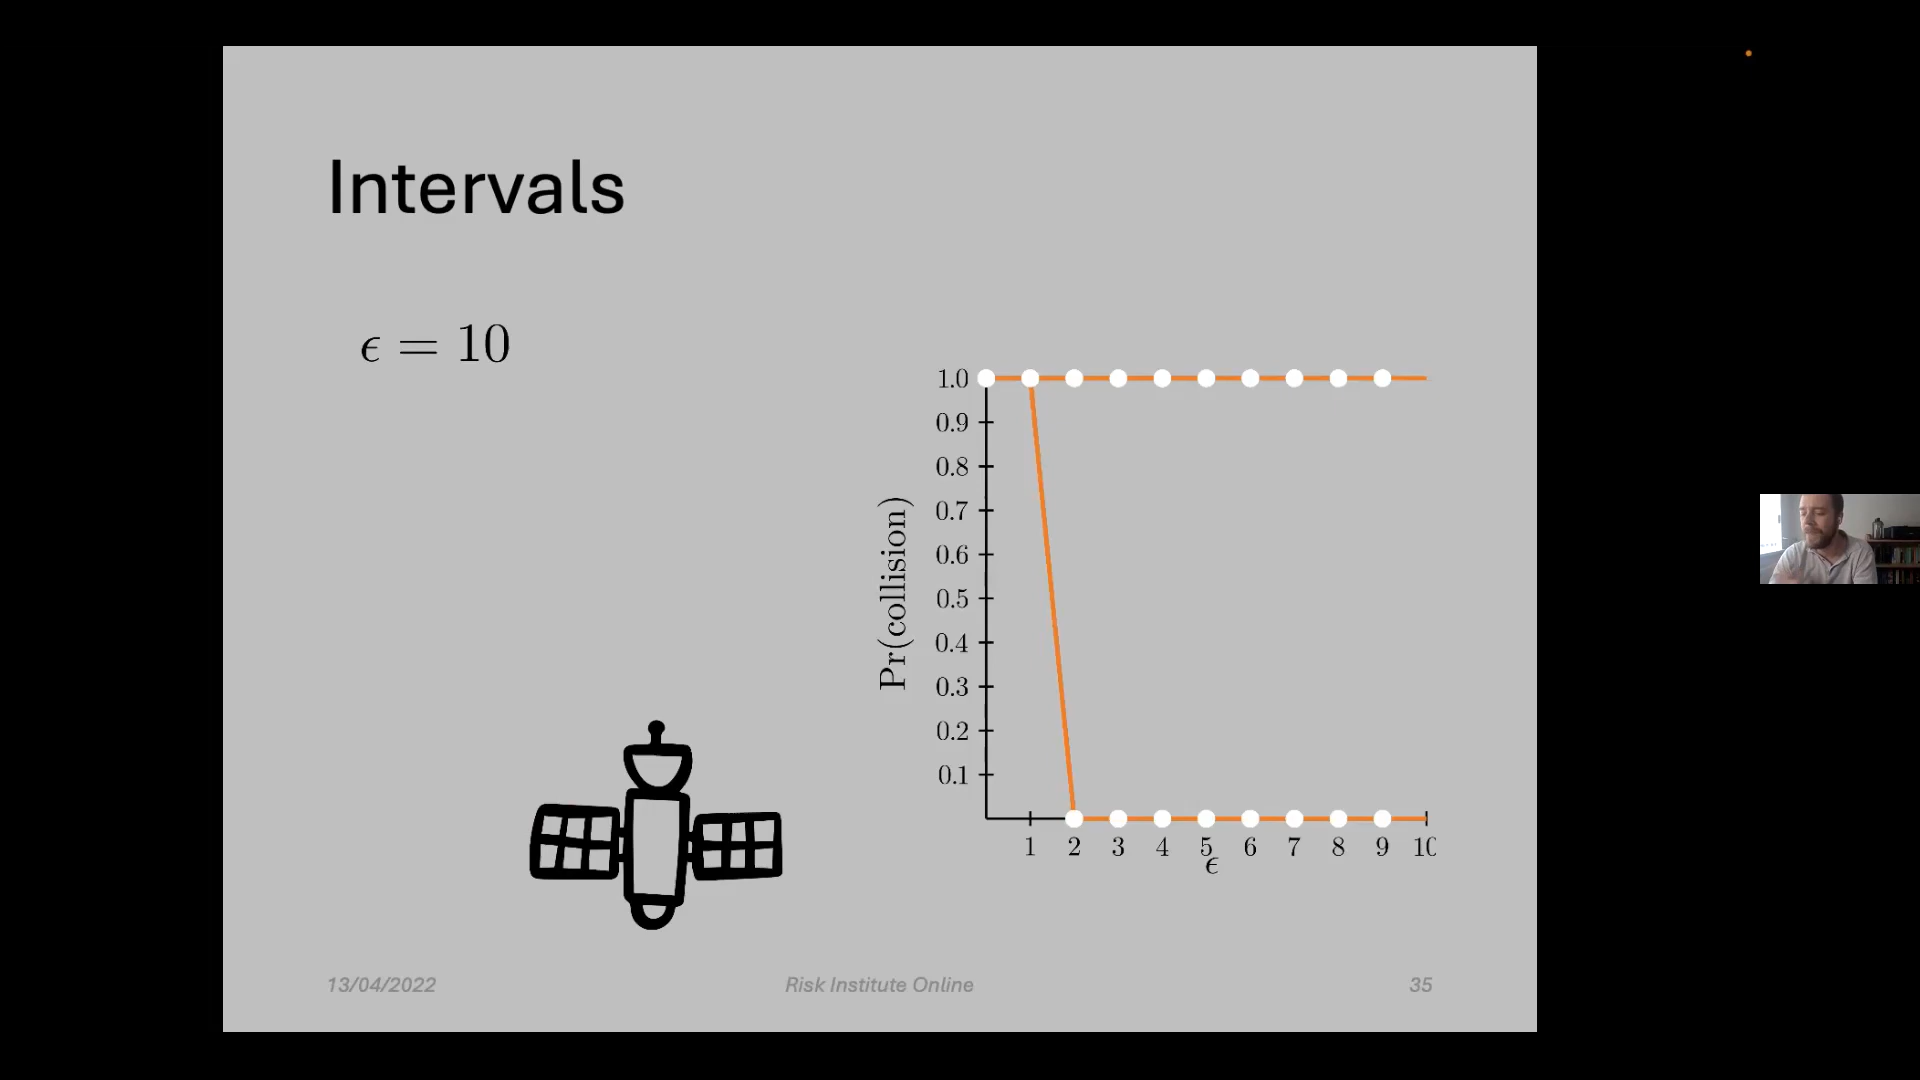 Intervals
ϵ = 10
1.0
0.9
0.8
0.7
0.6
0.5
0.4
0.3
0.2
0.1
Pr(collision)
1 2 3 4 5 6 7 8 9 10
ϵ
13/04/2022 Risk Institute Online 35